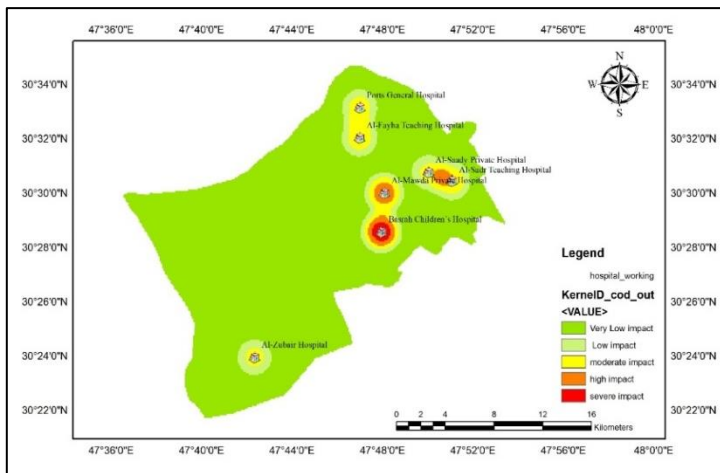 47°36'0"E 47°40'0"E 47°44'0"E 47°48'0"E 47°52'0"E 47°56'0"E 48°0'0"E
N
W E
S
30°34'0"N 30°34'0"N
Ports General Hospital
30°32'0"N 30°32'0"N
Al-Fayha Teaching Hospital
Al-Saady Private Hospital
Al-Sadr Teaching Hospital
30°30'0"N 30°30'0"N
Al-Mawda Private Hospital
Basrah Children's Hospital
30°28'0"N 30°28'0"N
30°26'0"N 30°26'0"N
Al-Zubair Hospital
30°24'0"N 30°24'0"N
30°22'0"N 30°22'0"N
Legend
hospital_working
KernelD_cod_out
<VALUE>
Very Low impact
Low impact
moderate impact
high impact
severe impact
0 2 4 8 12 16
Kilometers
47°36'0"E 47°40'0"E 47°44'0"E 47°48'0"E 47°52'0"E 47°56'0"E 48°0'0"E